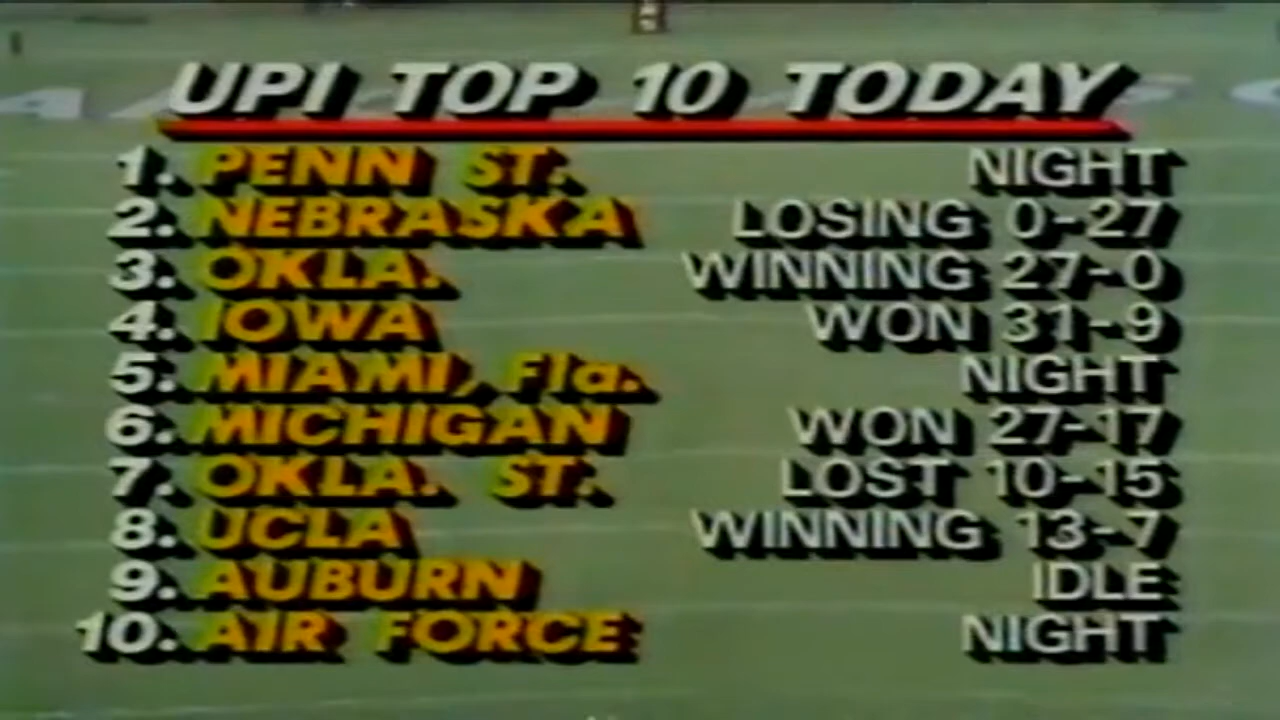 UPI TOP 10 TODAY
1. PENN ST. NIGHT
2. NEBRASKA LOSING 0-27
3. OKLA. WINNING 27-0
4. IOWA WON 31-9
5. MIAMI, Fla. NIGHT
6. MICHIGAN WON 27-17
7. OKLA. ST. LOST 10-15
8. UCLA WINNING 13-7
9. AUBURN IDLE
10. AIR FORCE NIGHT